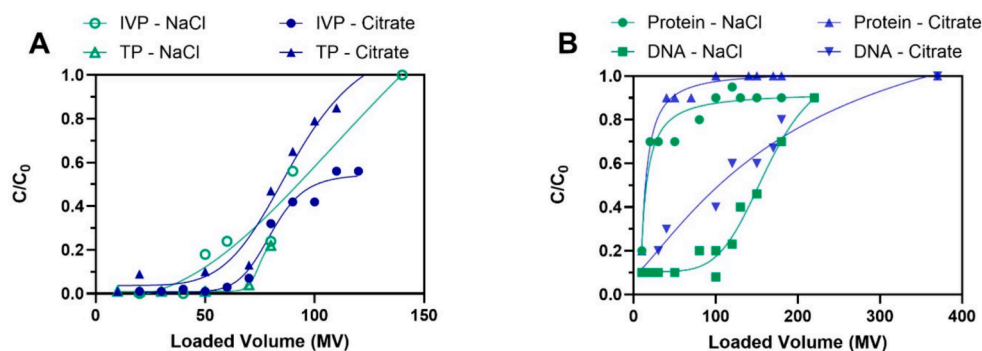 A
IVP - NaCl
IVP - Citrate
TP - NaCl
TP - Citrate
C/C0
1.0
0.8
0.6
0.4
0.2
0.0
0
50
100
150
Loaded Volume (MV)
B
Protein - NaCl
Protein - Citrate
DNA - NaCl
DNA - Citrate
C/C0
1.0
0.8
0.6
0.4
0.2
0.0
0
100
200
300
400
Loaded Volume (MV)